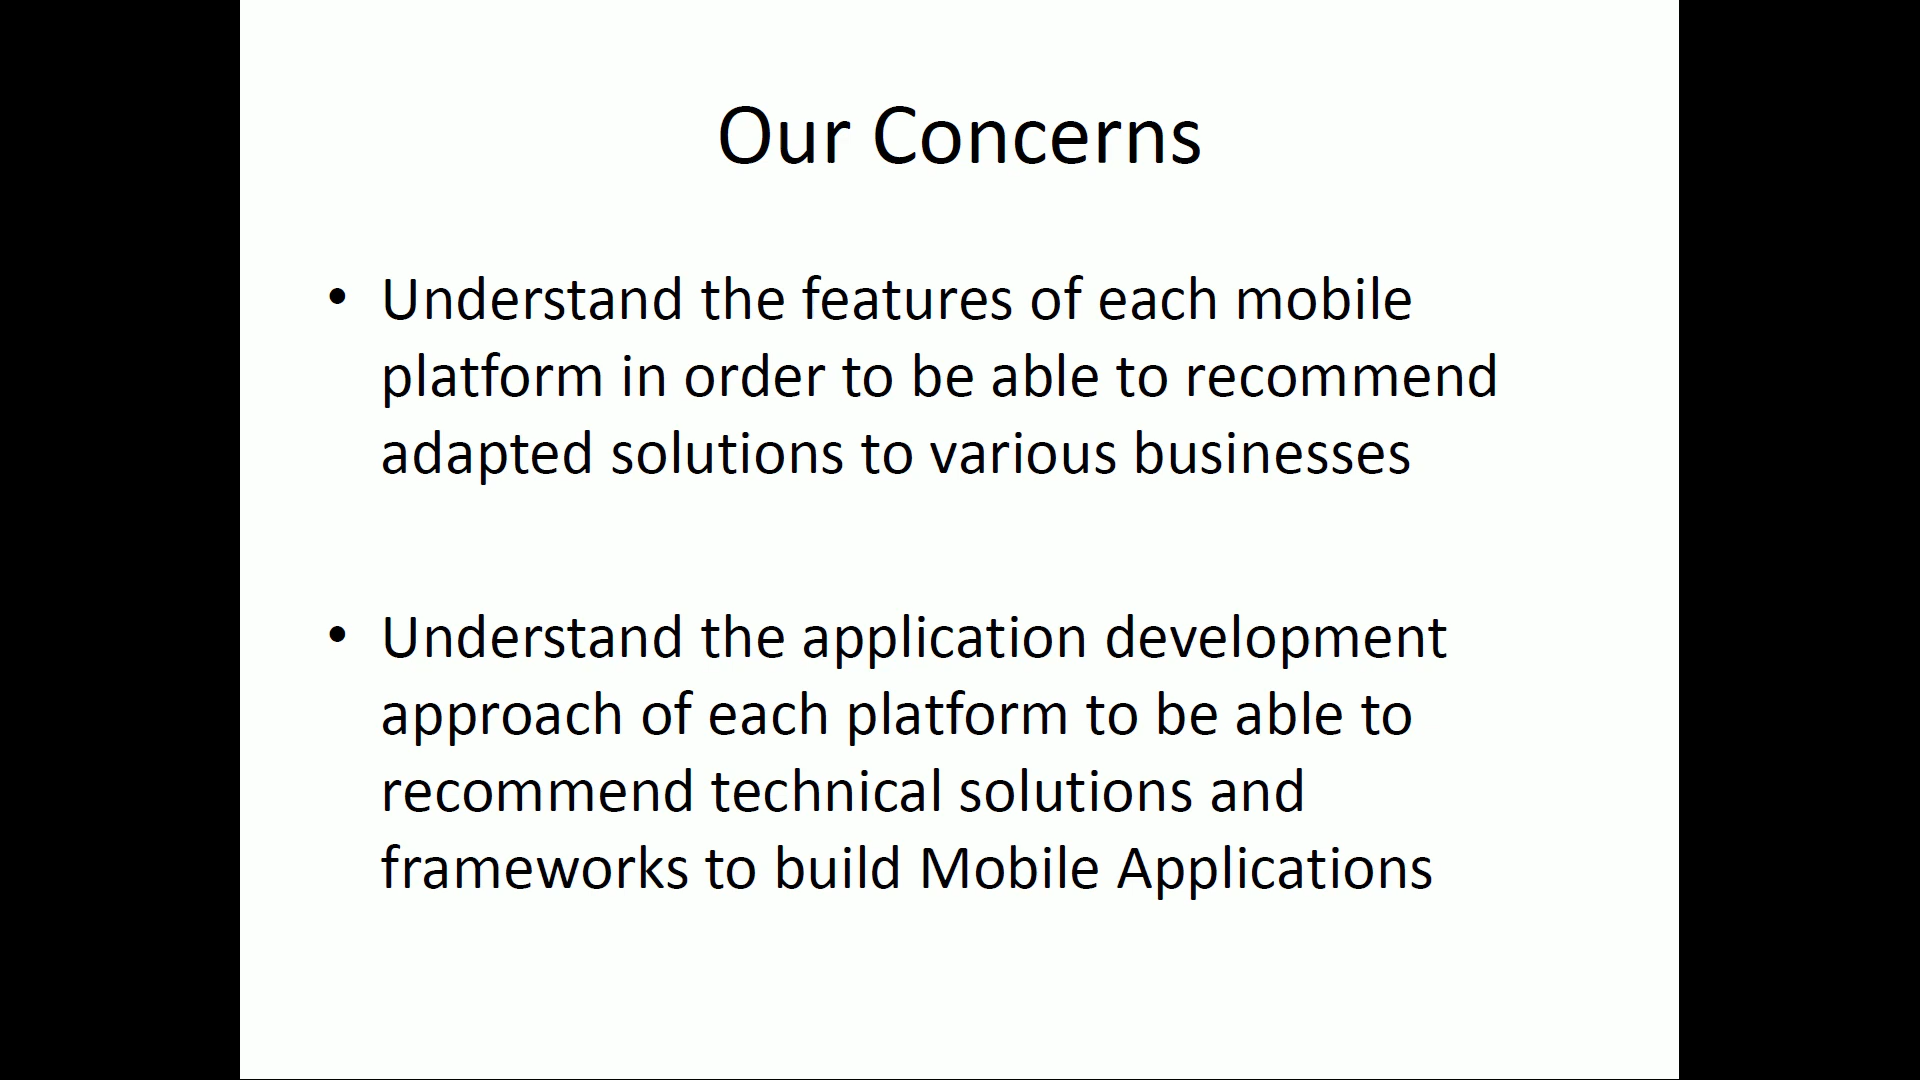 Our Concerns
• Understand the features of each mobile
platform in order to be able to recommend
adapted solutions to various businesses
• Understand the application development
approach of each platform to be able to
recommend technical solutions and
frameworks to build Mobile Applications